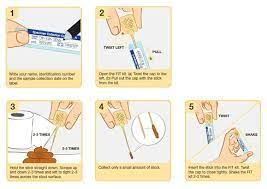 Specimen Collection
1
Write your name, identification number
and the sample collection date on the
label.
2
TWIST LEFT
PULL
Open the FIT kit. Twist the cap to the
left, (it) Pull out the cap with the stick
from the kit.
3
2-3 TIMES
2-3 TIMES
Hold the stick straight down. Scrape up
and down 2-3 times and left to right 2-3
times across the stool surface.
4
Collect only a small amount of stick.
5
Twist
Shake
Insert the stick into the FIT kit. Twist
the cap to close tightly. Shake the FIT
kit 2-3 times.